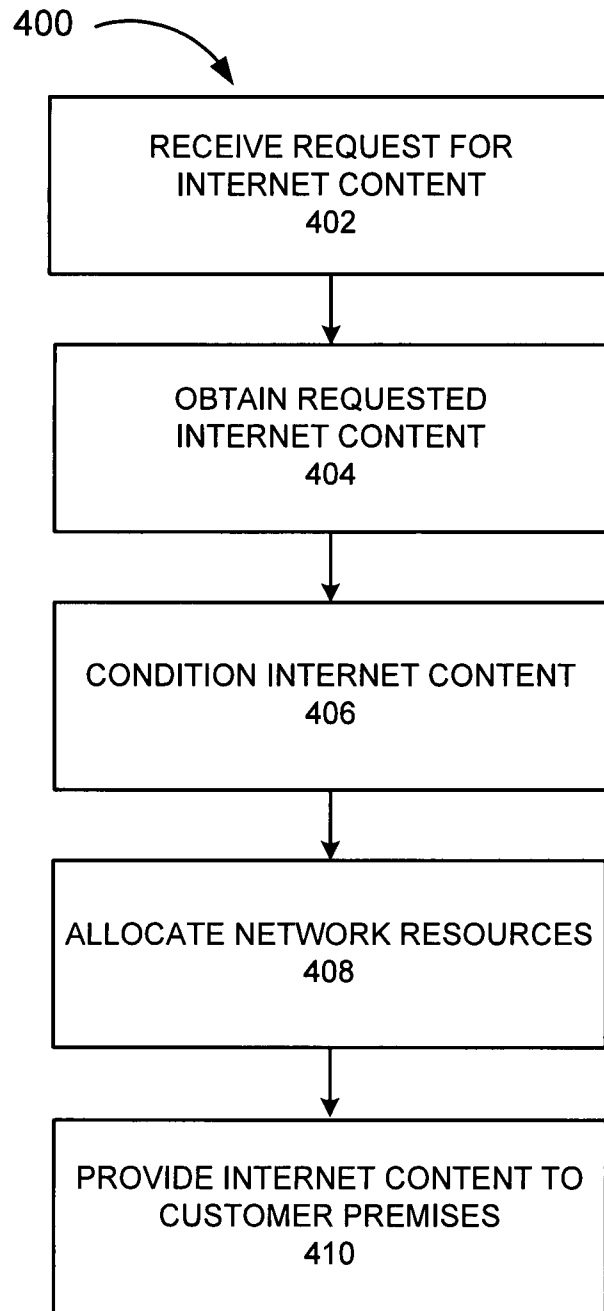 400
RECEIVE REQUEST FOR
INTERNET CONTENT
402
OBTAIN REQUESTED
INTERNET CONTENT
404
CONDITION INTERNET CONTENT
406
ALLOCATE NETWORK RESOURCES
408
PROVIDE INTERNET CONTENT TO
CUSTOMER PREMISES
410